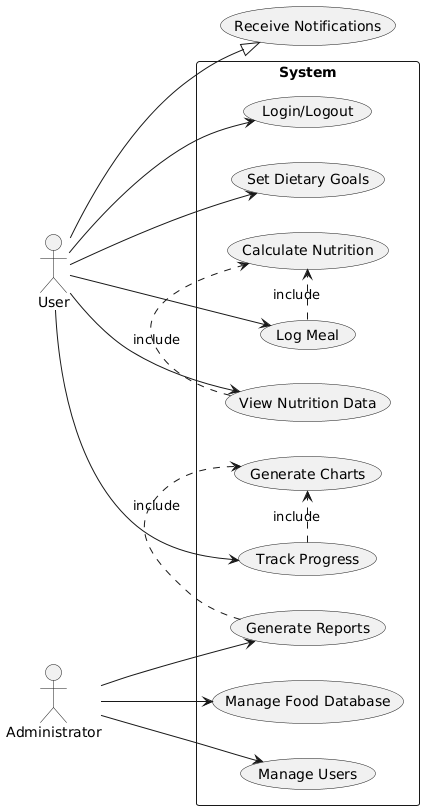 Receive Notifications
System
Login/Logout
Set Dietary Goals
Calculate Nutrition
User
include
Log Meal
include
View Nutrition Data
Generate Charts
include
include
Track Progress
Generate Reports
Manage Food Database
Administrator
Manage Users